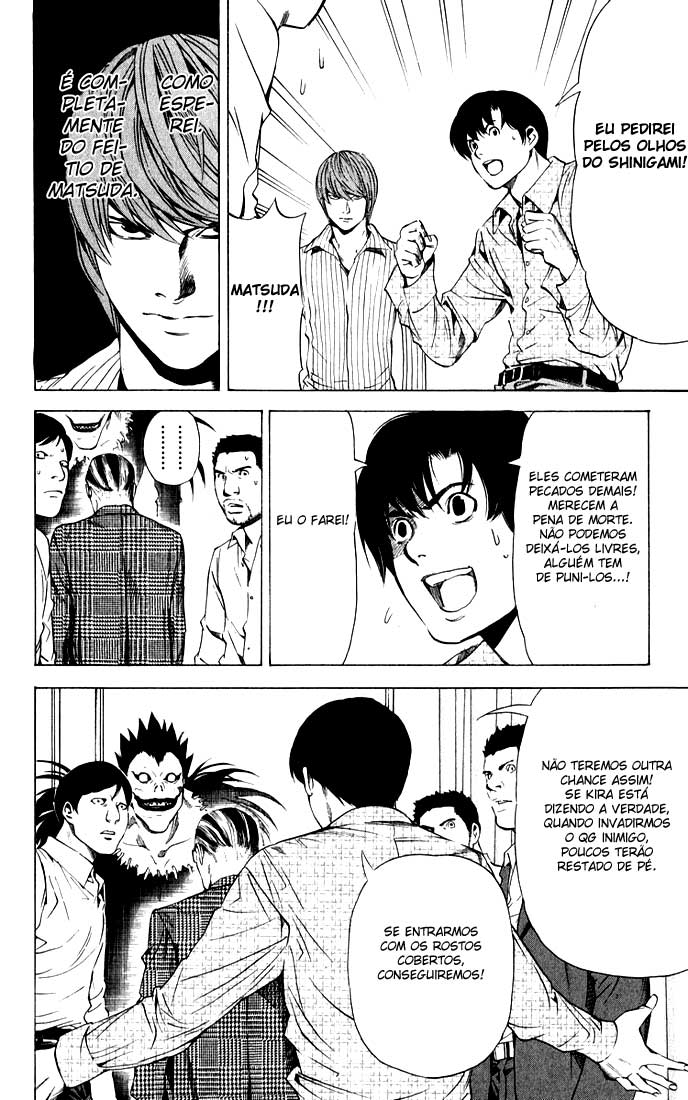 EU PEDIREI
PELOS OLHOS
DO SHINIGAMI!
MATSUDA
!!!
COMO
ESPE-
REI.
É COM-
PLETA-
MENTE
DO FEI-
TIO DE
MATSUDA.
ELES COMETERAM
PECADOS DEMAIS!
MERECEM A
PENA DE MORTE.
NÃO PODEMOS
DEIXÁ-LOS LIVRES,
ALGUÉM TEM
DE PUNI-LOS...!
EU O FAREI!
......
NÃO TEREMOS OUTRA
CHANCE ASSIM!
SE KIRA ESTÁ
DIZENDO A VERDADE,
QUANDO INVADIRMOS
O QG INIMIGO,
POUCOS TERÃO
RESTADO DE PÉ.
SE ENTRARMOS
COM OS ROSTOS
COBERTOS,
CONSEGUIREMOS!